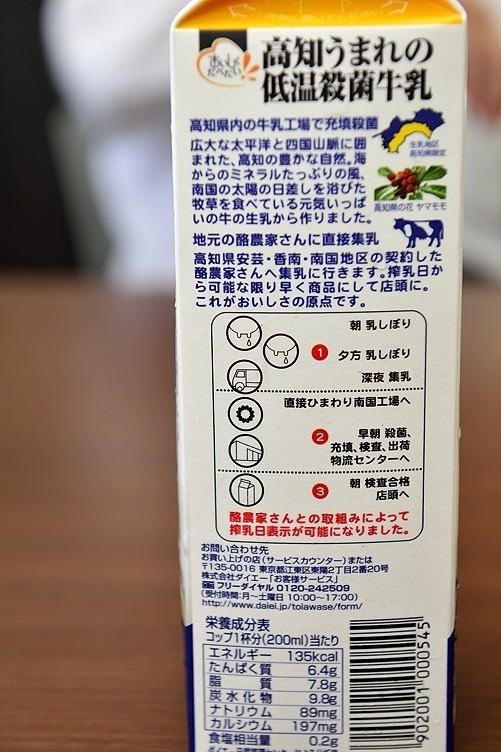 おいしく
たべたい!
高知うまれの
低温殺菌牛乳
高知県内の牛乳工場で充填殺菌
広大な太平洋と四国山脈に囲
まれた、高知の豊かな自然。海
からのミネラルたっぷりの風、
南国の太陽の日差しを浴びた
牧草を食べている元気いっぱ
いの牛の生乳から作りました。
生乳地区
高知県限定
高知県の花 ヤマモモ
地元の酪農家さんに直接集乳
高知県安芸・香南・南国地区の契約した
酪農家さんへ集乳に行きます。搾乳日か
ら可能な限り早く商品にして店頭に。
これがおいしさの原点です。
朝 乳しぼり
1 夕方 乳しぼり
深夜 集乳
直接ひまわり南国工場へ
2 早朝 殺菌、
充填、検査、出荷
物流センターへ
3 朝 検査合格
店頭へ
酪農家さんとの取組みによって
搾乳日表示が可能になりました。
お問い合わせ先
お買い上げの店(サービスカウンター)または
〒135-0016 東京都江東区東陽2丁目2番20号
株式会社ダイエー「お客様サービス」
フリーダイヤル 0120-242509
(受付時間:月〜土曜日 10:00〜17:00)
http://www.daiei.jp/toiawase/form/
栄養成分表
コップ1杯分(200ml)当たり
エネルギー 135kcal
たんぱく質 6.4g
脂質 7.8g
炭水化物 9.8g
ナトリウム 89mg
カルシウム 197mg
食塩相当量 0.2g
902001000545